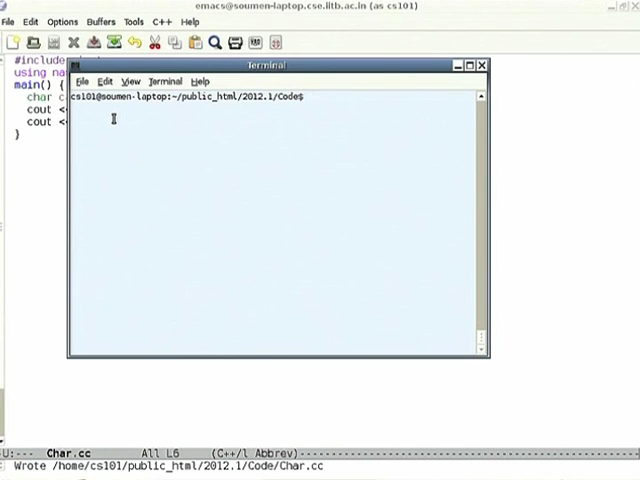 emacs@soumen-laptop.cse.iitb.ac.in (as cs101)
File Edit Options Buffers Tools C++ Help
#include
using na
main() {
char c
cout <
cout <
}
Terminal
File Edit View Terminal Help
cs101@soumen-laptop:~/public_html/2012.1/Code$
-U:--- Char.cc All L6 (C++/l Abbrev)
Wrote /home/cs101/public_html/2012.1/Code/Char.cc